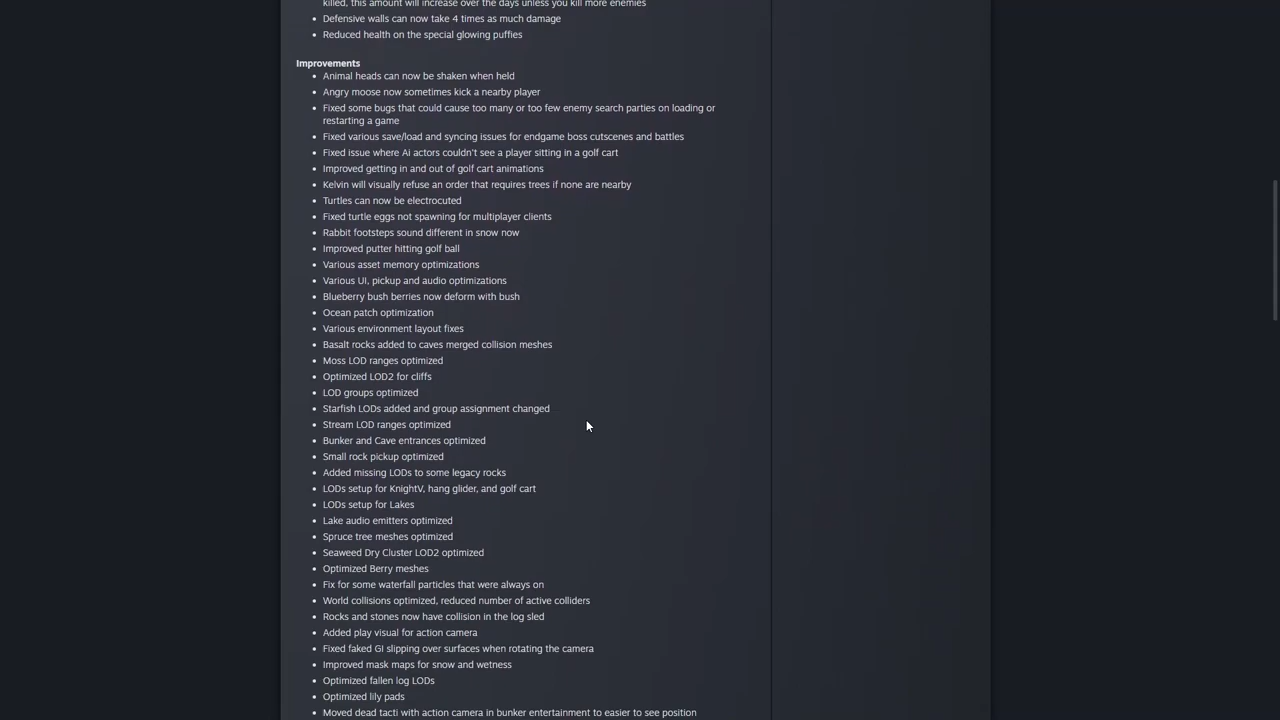 killed, this amount will increase over the days unless you kill more enemies
Defensive walls can now take 4 times as much damage
Reduced health on the special glowing puffies
Improvements
Animal heads can now be shaken when held
Angry moose now sometimes kick a nearby player
Fixed some bugs that could cause too many or too few enemy search parties on loading or
restarting a game
Fixed various save/load and syncing issues for endgame boss cutscenes and battles
Fixed issue where Ai actors couldn't see a player sitting in a golf cart
Improved getting in and out of golf cart animations
Kelvin will visually refuse an order that requires trees if none are nearby
Turtles can now be electrocuted
Fixed turtle eggs not spawning for multiplayer clients
Rabbit footsteps sound different in snow now
Improved putter hitting golf ball
Various asset memory optimizations
Various UI, pickup and audio optimizations
Blueberry bush berries now deform with bush
Ocean patch optimization
Various environment layout fixes
Basalt rocks added to caves merged collision meshes
Moss LOD ranges optimized
Optimized LOD2 for cliffs
LOD groups optimized
Starfish LODs added and group assignment changed
Stream LOD ranges optimized
Bunker and Cave entrances optimized
Small rock pickup optimized
Added missing LODs to some legacy rocks
LODs setup for KnightV, hang glider, and golf cart
LODs setup for Lakes
Lake audio emitters optimized
Spruce tree meshes optimized
Seaweed Dry Cluster LOD2 optimized
Optimized Berry meshes
Fix for some waterfall particles that were always on
World collisions optimized, reduced number of active colliders
Rocks and stones now have collision in the log sled
Added play visual for action camera
Fixed faked GI slipping over surfaces when rotating the camera
Improved mask maps for snow and wetness
Optimized fallen log LODs
Optimized lily pads
Moved dead tacti with action camera in bunker entertainment to easier to see position